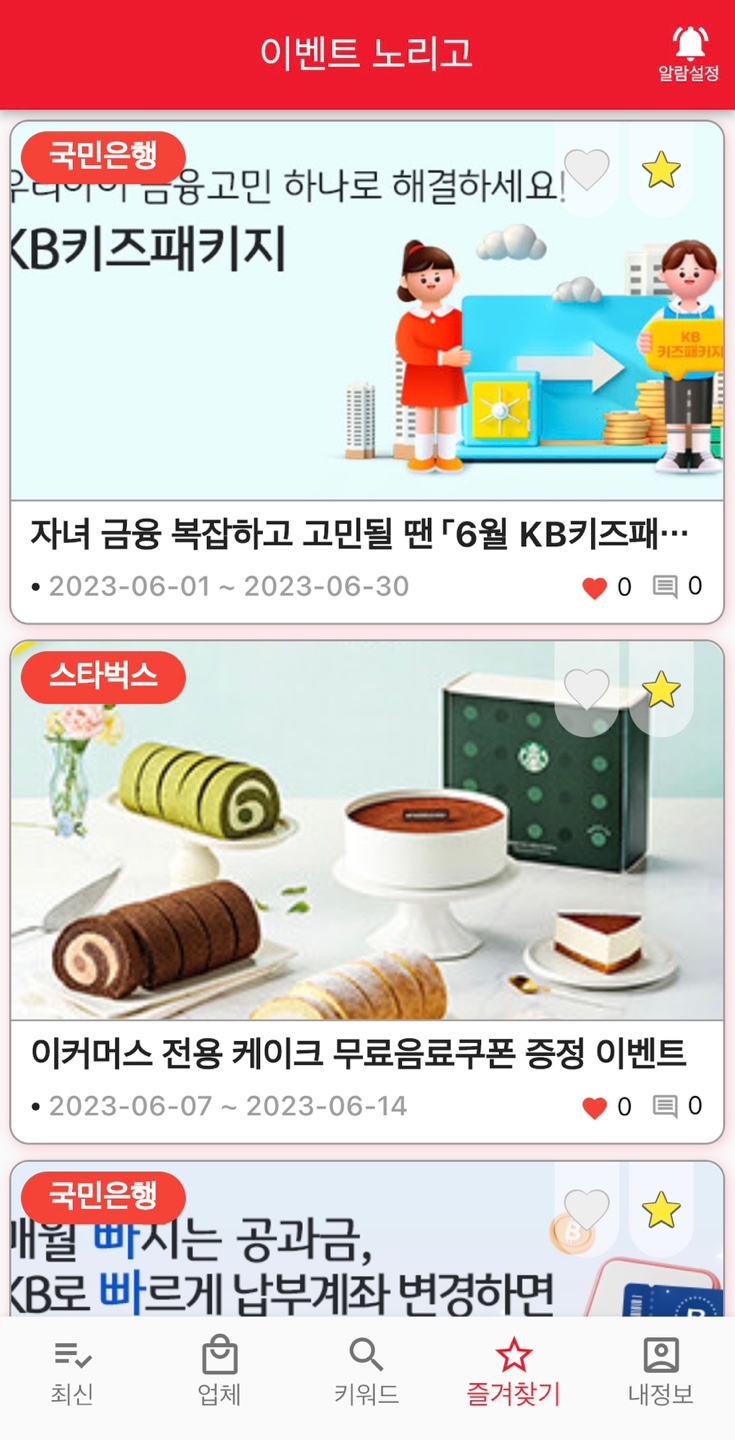 이벤트 노리고
알람설정
국민은행
우리아이 금융고민 하나로 해결하세요!
KB키즈패키지
KB
키즈패키지
자녀 금융 복잡하고 고민될 땐 「6월 KB키즈패…
• 2023-06-01 ~ 2023-06-30
0
0
스타벅스
이커머스 전용 케이크 무료음료쿠폰 증정 이벤트
• 2023-06-07 ~ 2023-06-14
0
0
국민은행
매월 빠지는 공과금,
KB로 빠르게 납부계좌 변경하면
B
B
최신
업체
키워드
즐겨찾기
내정보